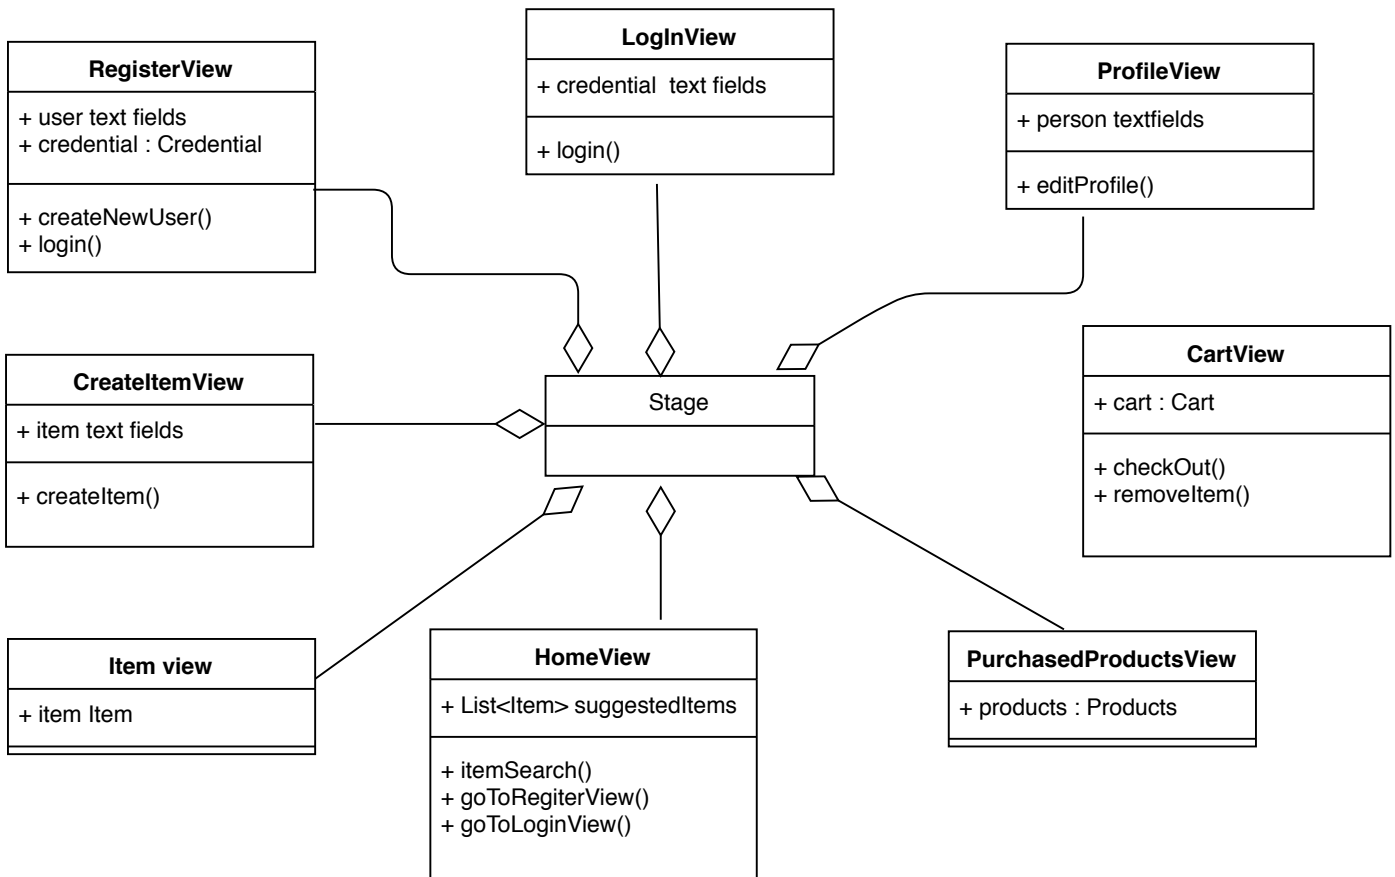 LogInView
+ credential  text fields
+ login()
RegisterView
+ user text fields
+ credential : Credential
+ createNewUser()
+ login()
ProfileView
+ person textfields
+ editProfile()
CreateItemView
+ item text fields
+ createItem()
Stage
CartView
+ cart : Cart
+ checkOut()
+ removeItem()
Item view
+ item Item
HomeView
+ List<Item> suggestedItems
+ itemSearch()
+ goToRegiterView()
+ goToLoginView()
PurchasedProductsView
+ products : Products